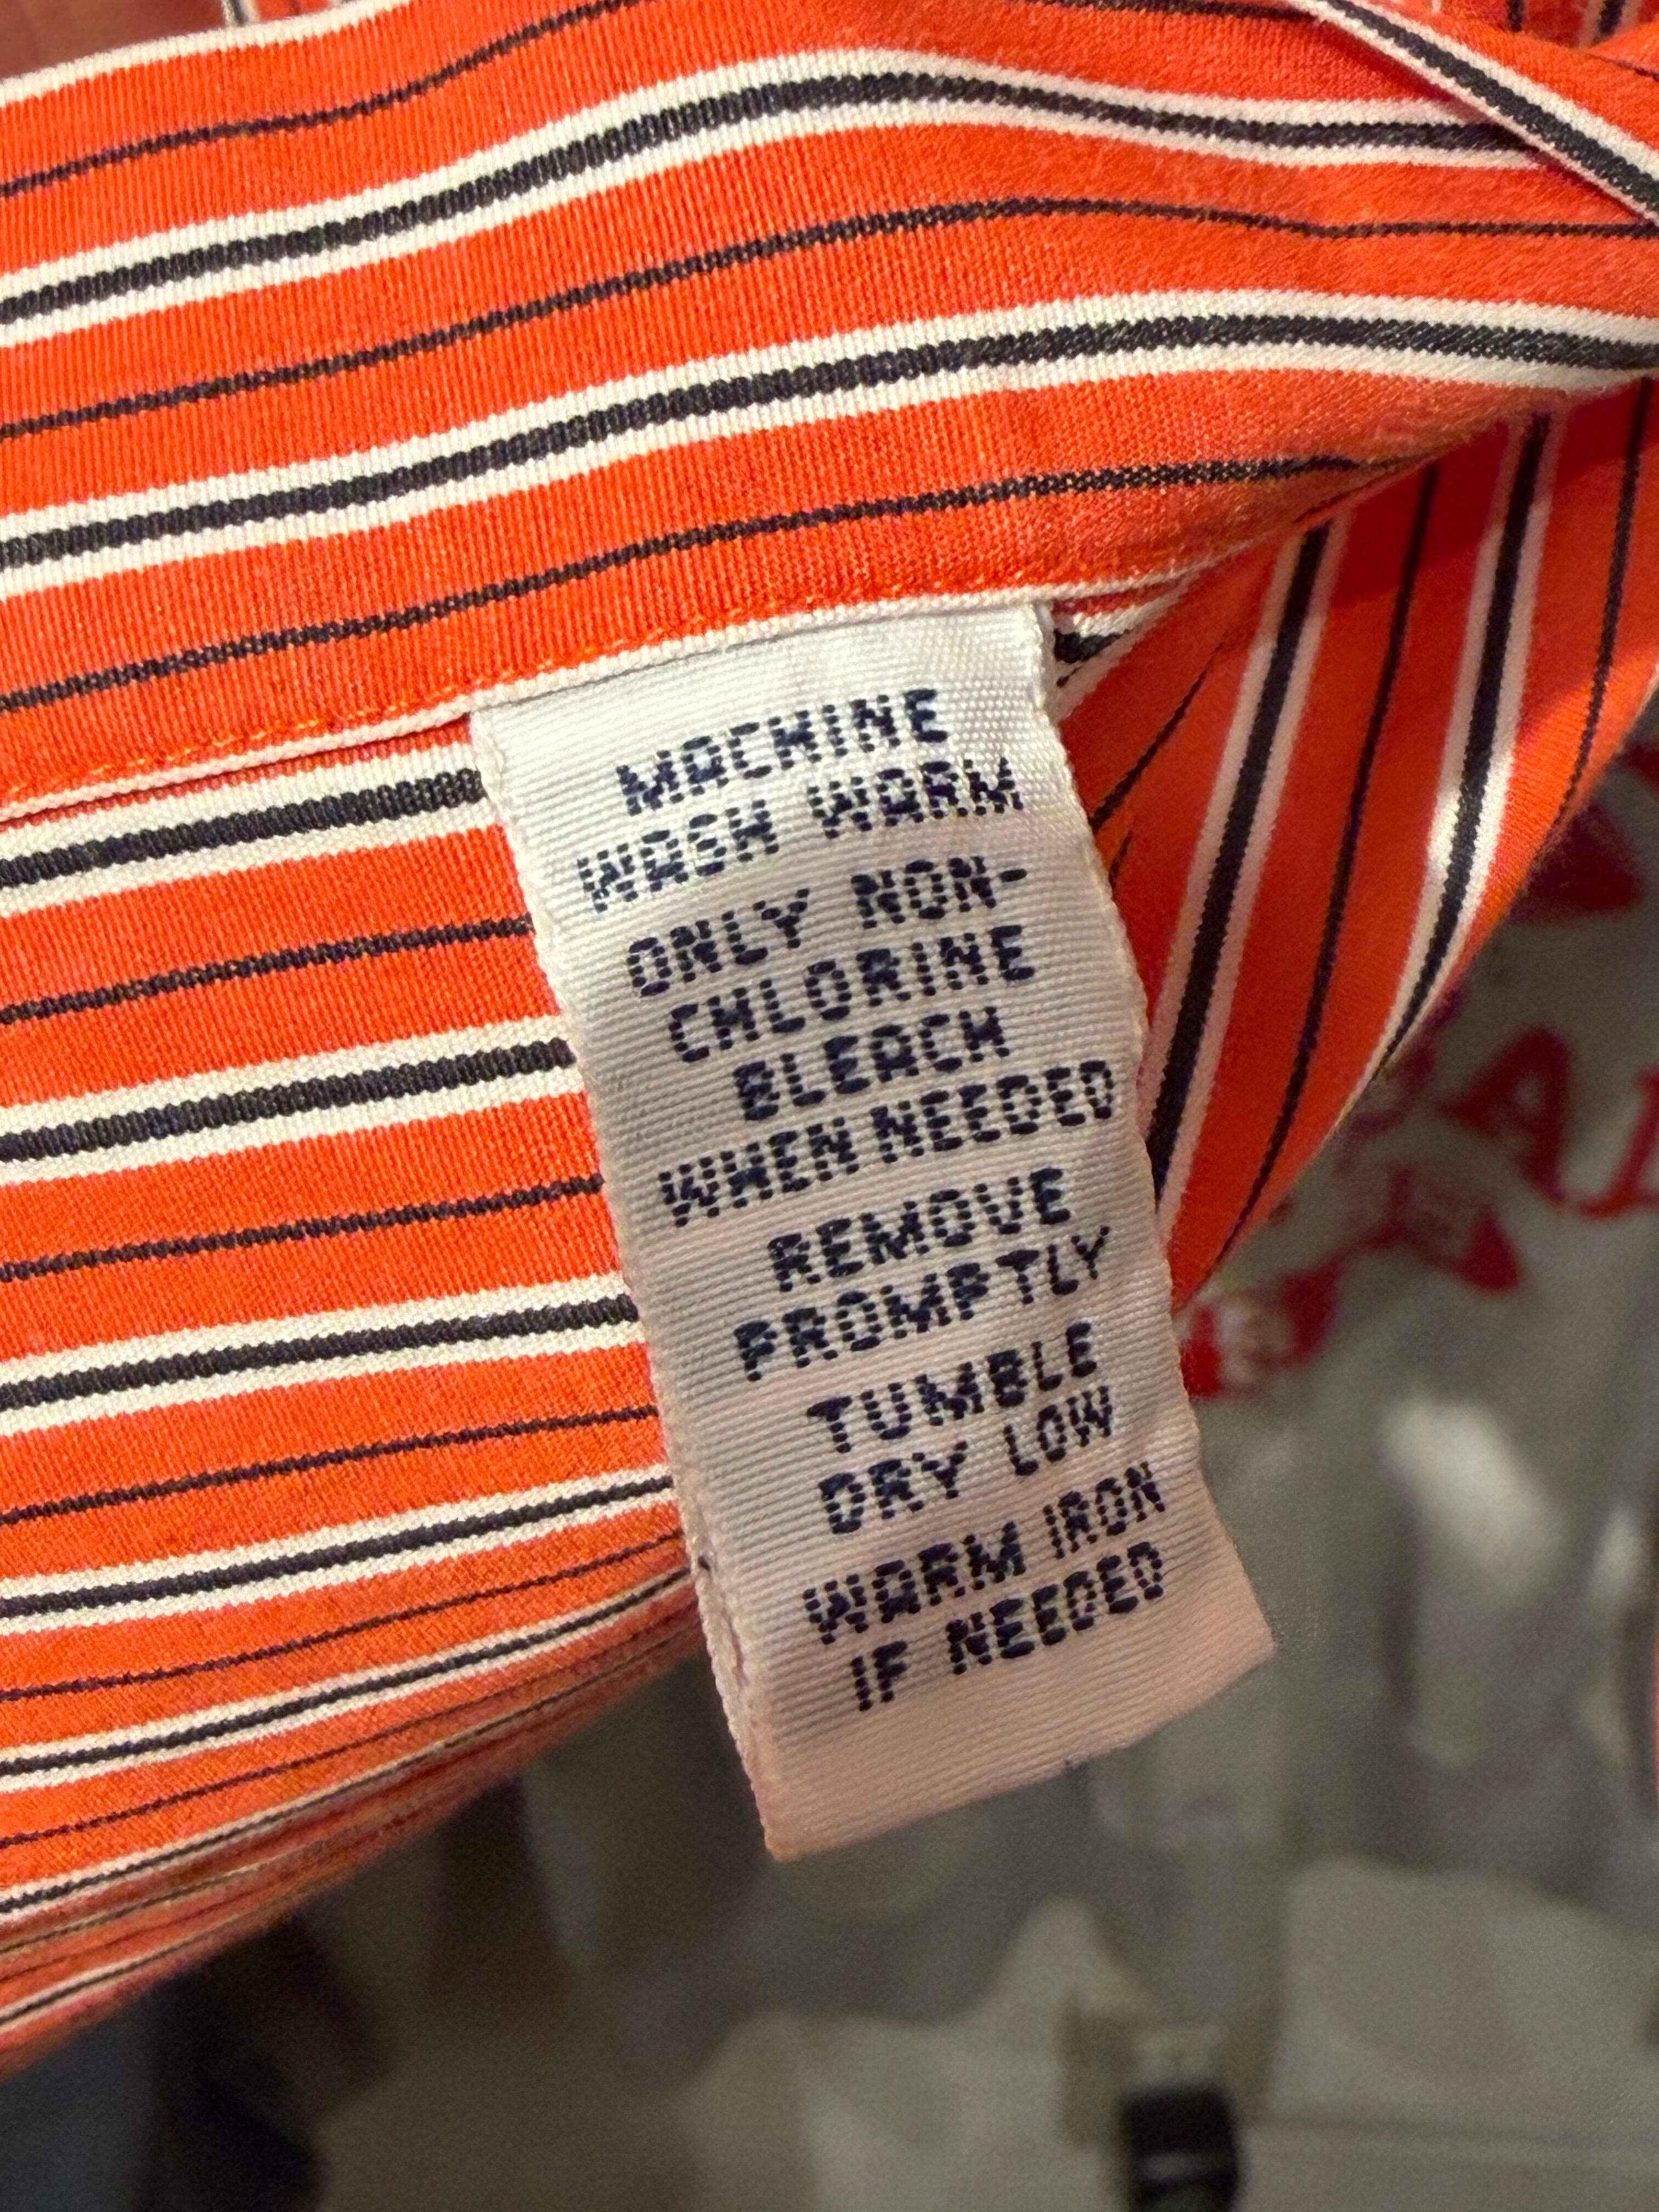 MACHINE
WASH WARM
ONLY NON-
CHLORINE
BLEACH
WHEN NEEDED
REMOVE
PROMPTLY
TUMBLE
DRY LOW
WARM IRON
IF NEEDED